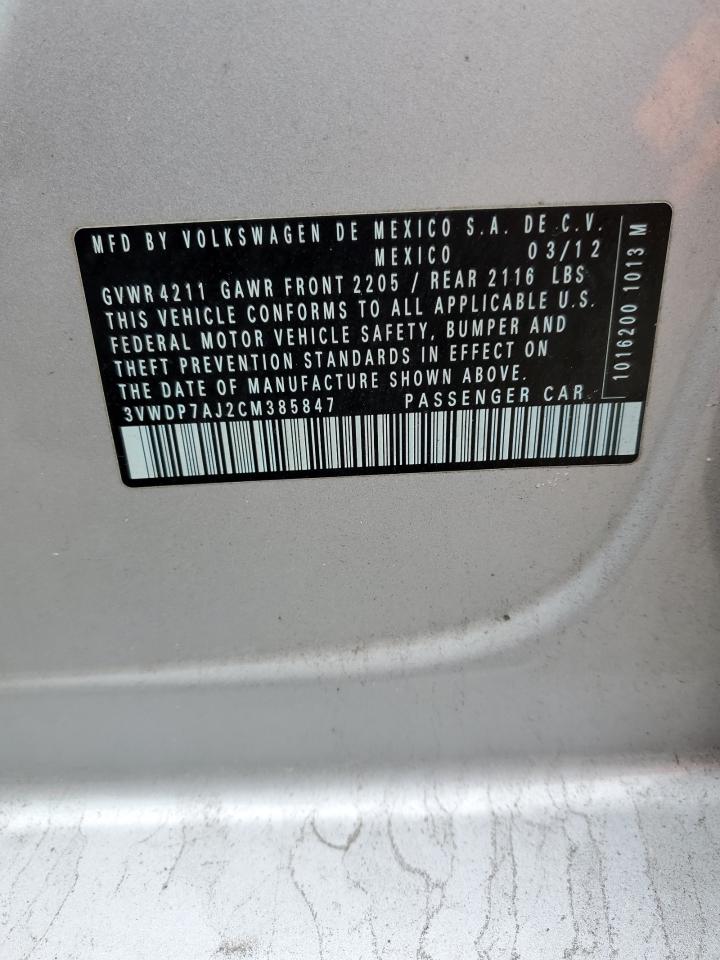 MFD BY VOLKSWAGEN DE MEXICO S.A. DE C.V.
MEXICO 03/12
GVWR 4211 GAWR FRONT 2205 / REAR 2116 LBS
THIS VEHICLE CONFORMS TO ALL APPLICABLE U.S.
FEDERAL MOTOR VEHICLE SAFETY, BUMPER AND
THEFT PREVENTION STANDARDS IN EFFECT ON
THE DATE OF MANUFACTURE SHOWN ABOVE.
3VWDP7AJ2CM385847 PASSENGER CAR
1016200 1013 M